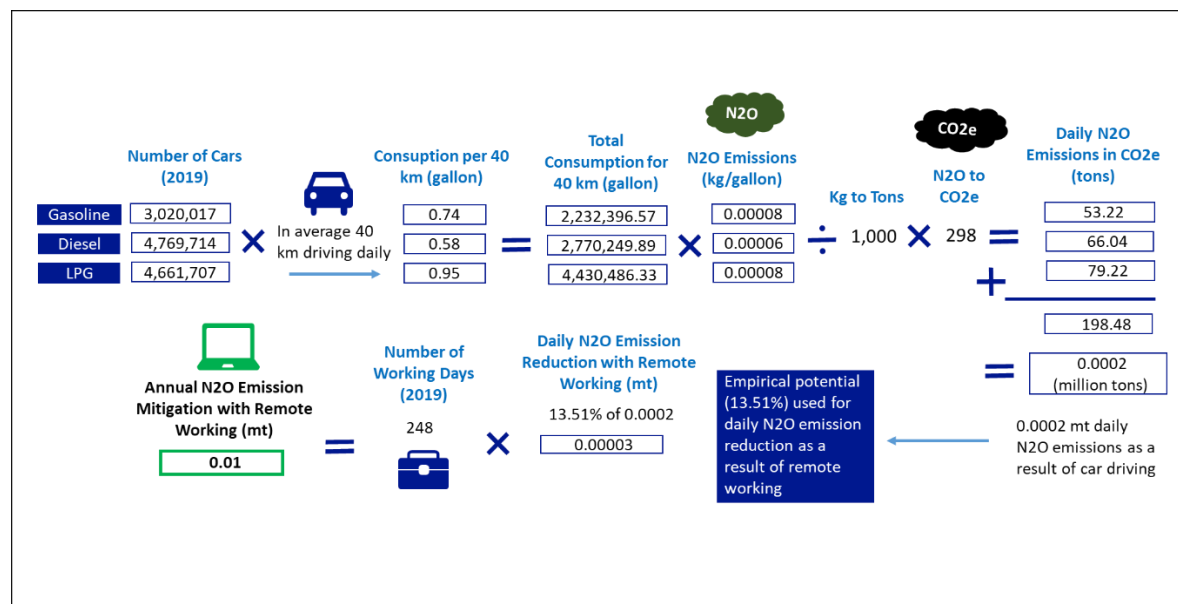 N2O
CO2e
Number of Cars
(2019)
Consuption per 40
km (gallon)
Total
Consumption for
40 km (gallon)
N2O Emissions
(kg/gallon)
Kg to Tons
N2O to
CO2e
Daily N2O
Emissions in CO2e
(tons)
Gasoline 3,020,017 0.74 2,232,396.57 0.00008 53.22
Diesel 4,769,714 × In average 40 km driving daily 0.58 = 2,770,249.89 × 0.00006 ÷ 1,000 × 298 = 66.04
LPG 4,661,707 0.95 4,430,486.33 0.00008 79.22
+
198.48
=
0.0002
(million tons)
0.0002 mt daily
N2O emissions as a
result of car driving
Empirical potential
(13.51%) used for
daily N2O emission
reduction as a
result of remote
working
Annual N2O Emission
Mitigation with Remote
Working (mt)
0.01
=
Number of
Working Days
(2019)
248
×
Daily N2O Emission
Reduction with Remote
Working (mt)
13.51% of 0.0002
0.00003